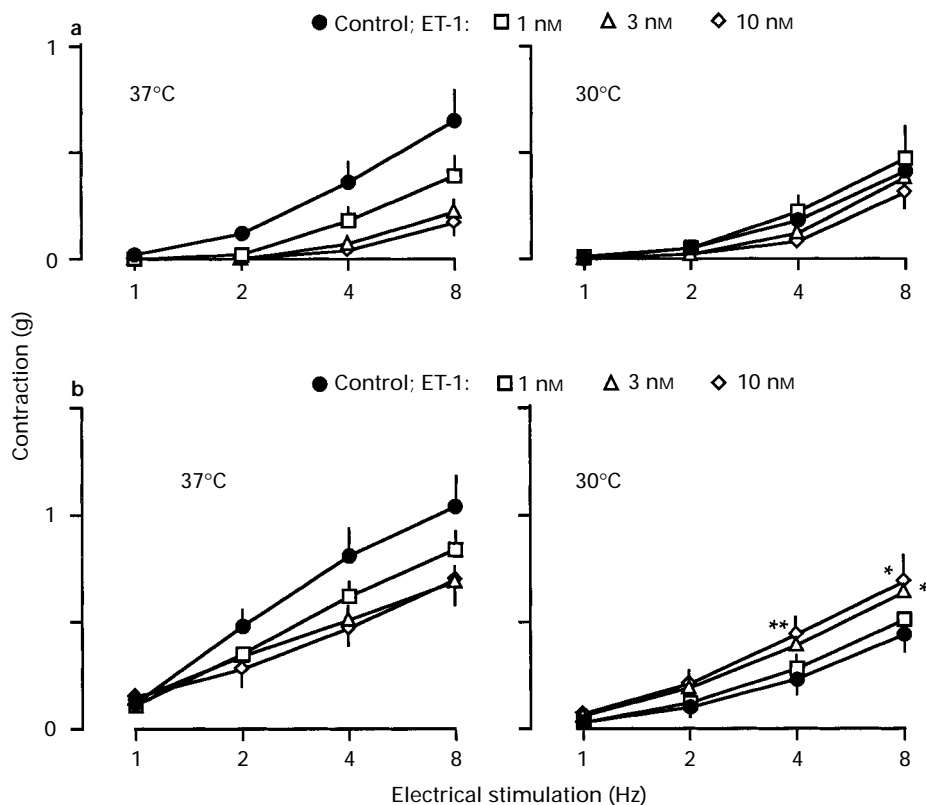 a
Control; ET-1: 1 nM 3 nM 10 nM
1
37°C
30°C
0
1 2 4 8
1 2 4 8
Contraction (g)
b
Control; ET-1: 1 nM 3 nM 10 nM
37°C
30°C
1
*
*
**
0
1 2 4 8
1 2 4 8
Electrical stimulation (Hz)